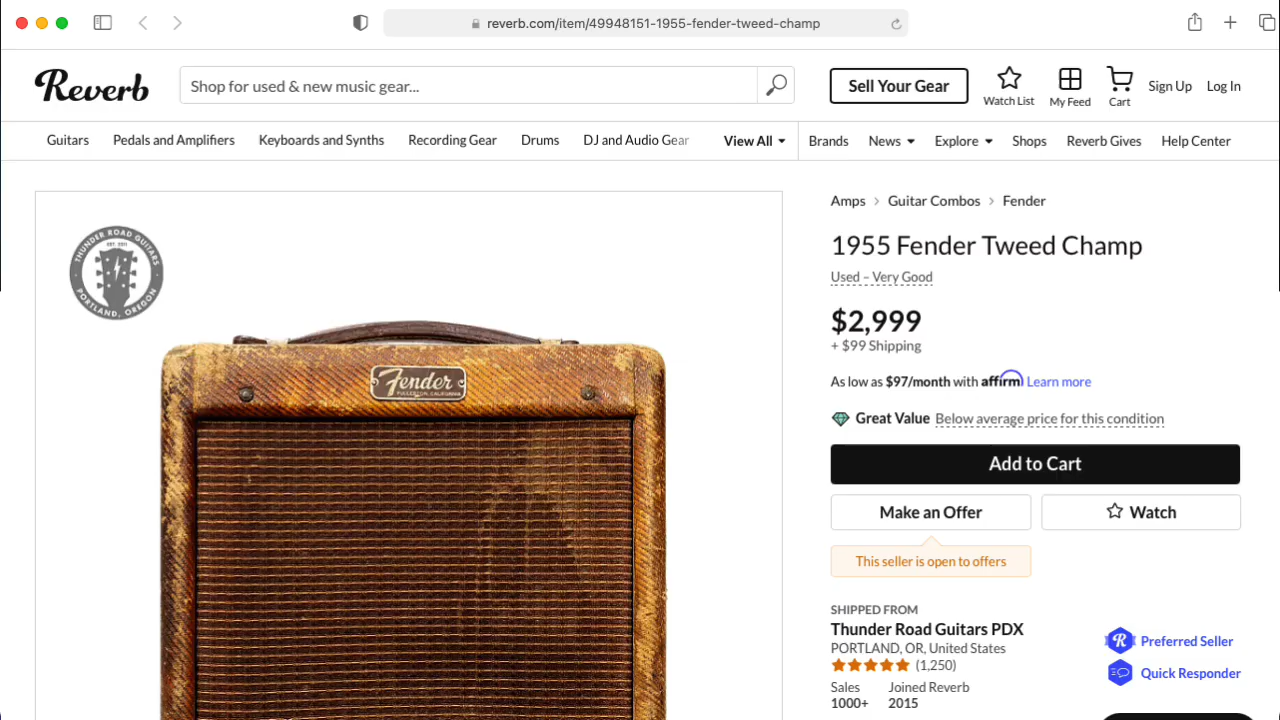 reverb.com/item/49948151-1955-fender-tweed-champ
Reverb
Shop for used & new music gear...
Sell Your Gear
Watch List
My Feed
Cart
Sign Up
Log In
Guitars
Pedals and Amplifiers
Keyboards and Synths
Recording Gear
Drums
DJ and Audio Gear
View All
Brands
News
Explore
Shops
Reverb Gives
Help Center
THUNDER ROAD GUITARS
EST. 2011
PORTLAND, OREGON
Fender
FULLERTON, CALIFORNIA
Amps > Guitar Combos > Fender
1955 Fender Tweed Champ
Used – Very Good
$2,999
+ $99 Shipping
As low as $97/month with affirm Learn more
Great Value Below average price for this condition
Add to Cart
Make an Offer
Watch
This seller is open to offers
SHIPPED FROM
Thunder Road Guitars PDX
PORTLAND, OR, United States
(1,250)
Sales
1000+
Joined Reverb
2015
R Preferred Seller
Quick Responder